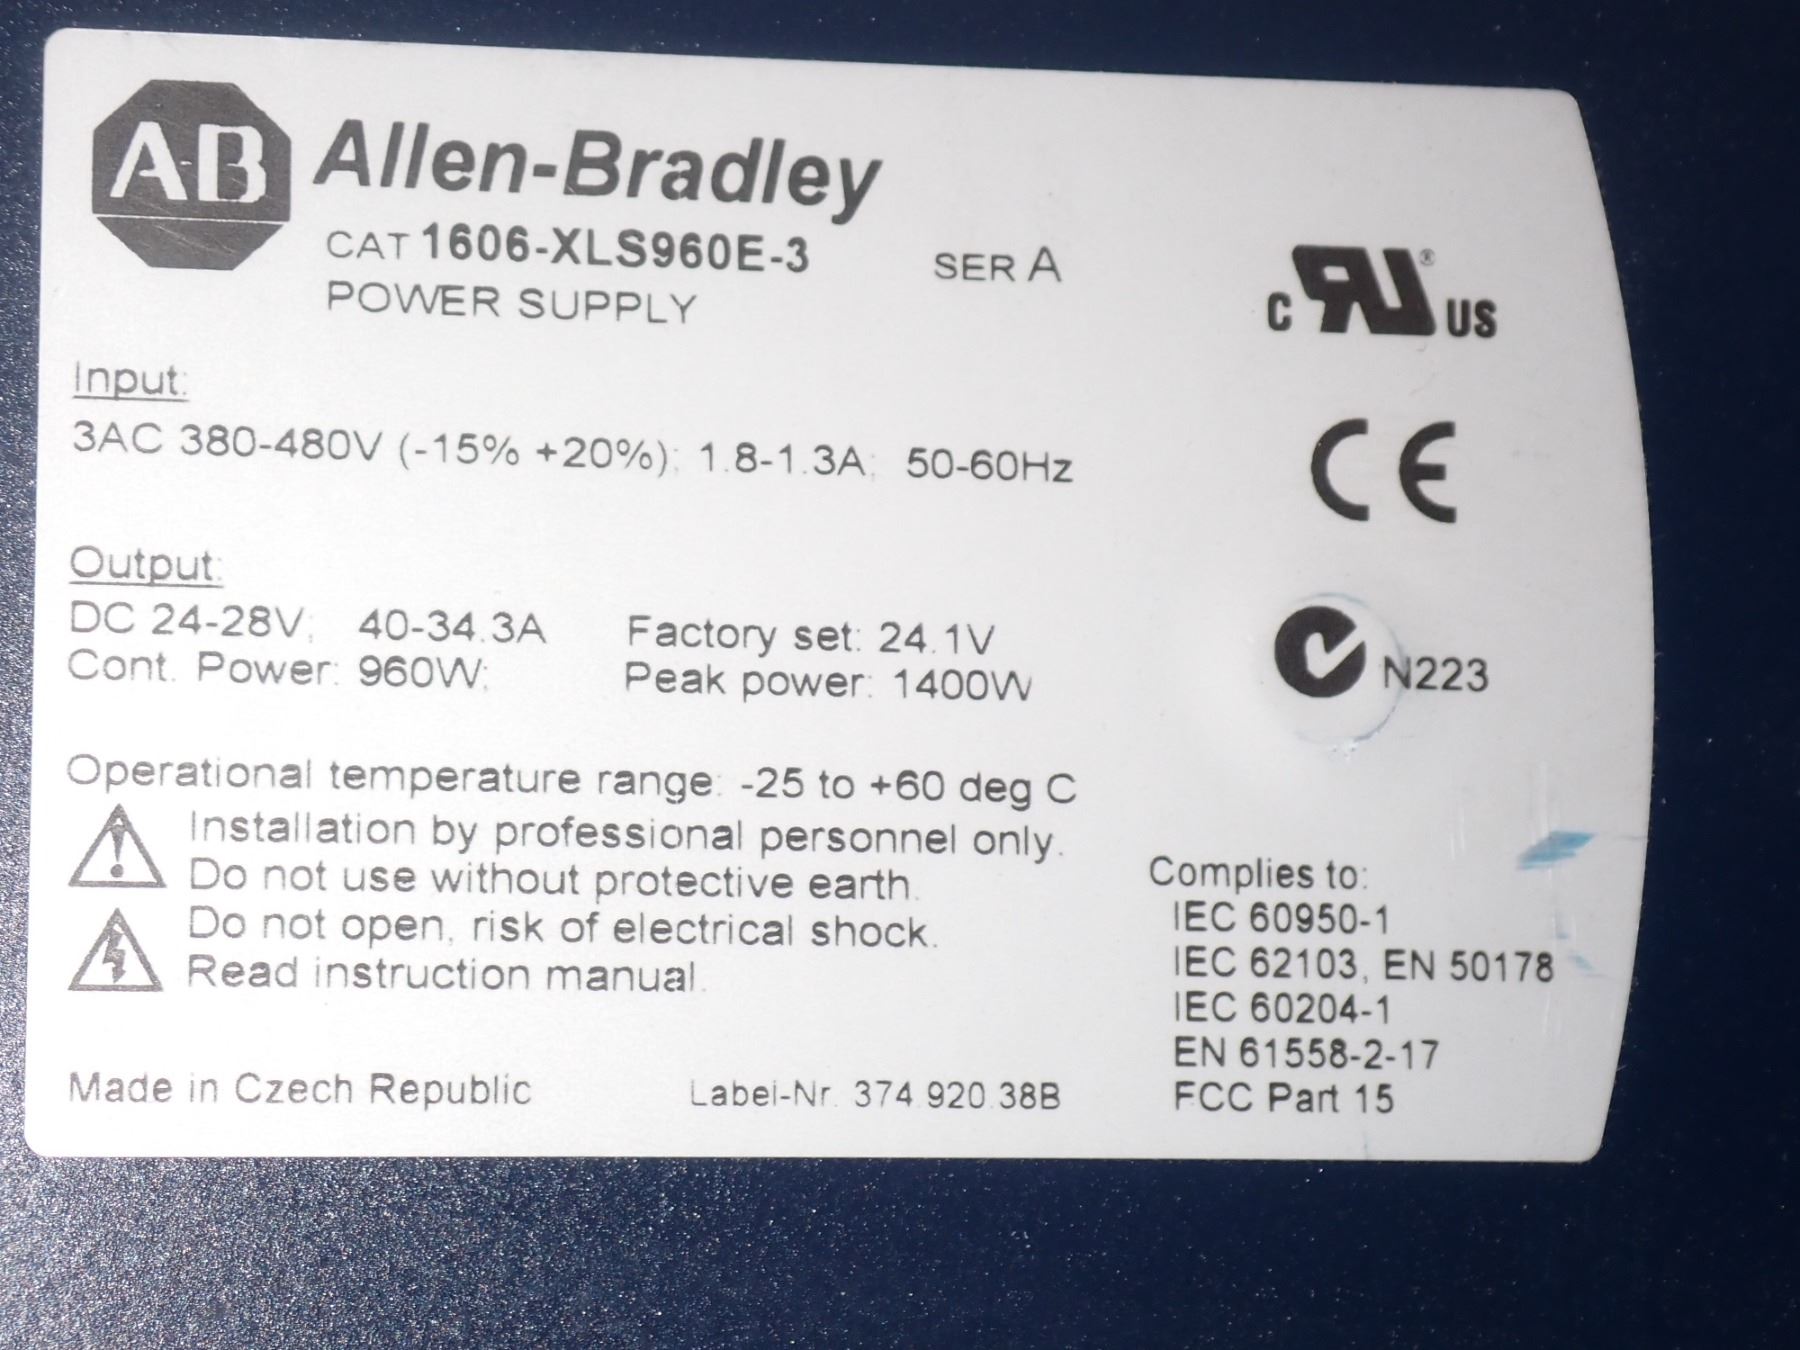 A-B Allen-Bradley
CAT 1606-XLS960E-3 SER A
POWER SUPPLY
C RU ® US
Input:
3AC 380-480V (-15% +20%); 1.8-1.3A; 50-60Hz
CE
Output:
DC 24-28V; 40-34.3A Factory set: 24.1V
Cont. Power: 960W; Peak power: 1400W
N223
Operational temperature range: -25 to +60 deg C
Installation by professional personnel only.
Do not use without protective earth.
Do not open, risk of electrical shock.
Read instruction manual.
Complies to:
IEC 60950-1
IEC 62103, EN 50178
IEC 60204-1
EN 61558-2-17
FCC Part 15
Made in Czech Republic Label-Nr. 374.920.38B